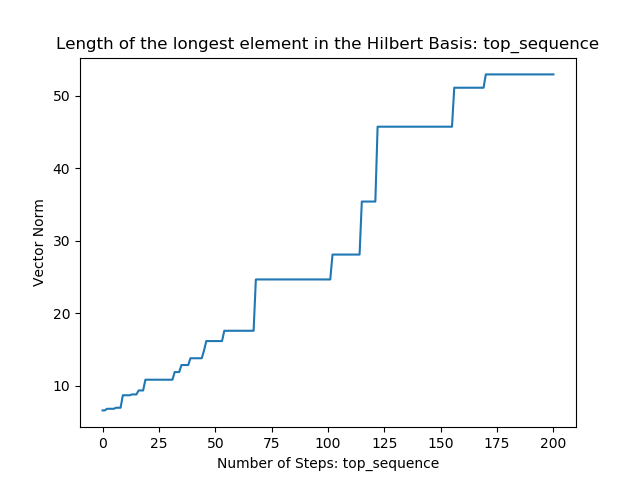 Length of the longest element in the Hilbert Basis: top_sequence
Vector Norm
50
40
30
20
10
0 25 50 75 100 125 150 175 200
Number of Steps: top_sequence